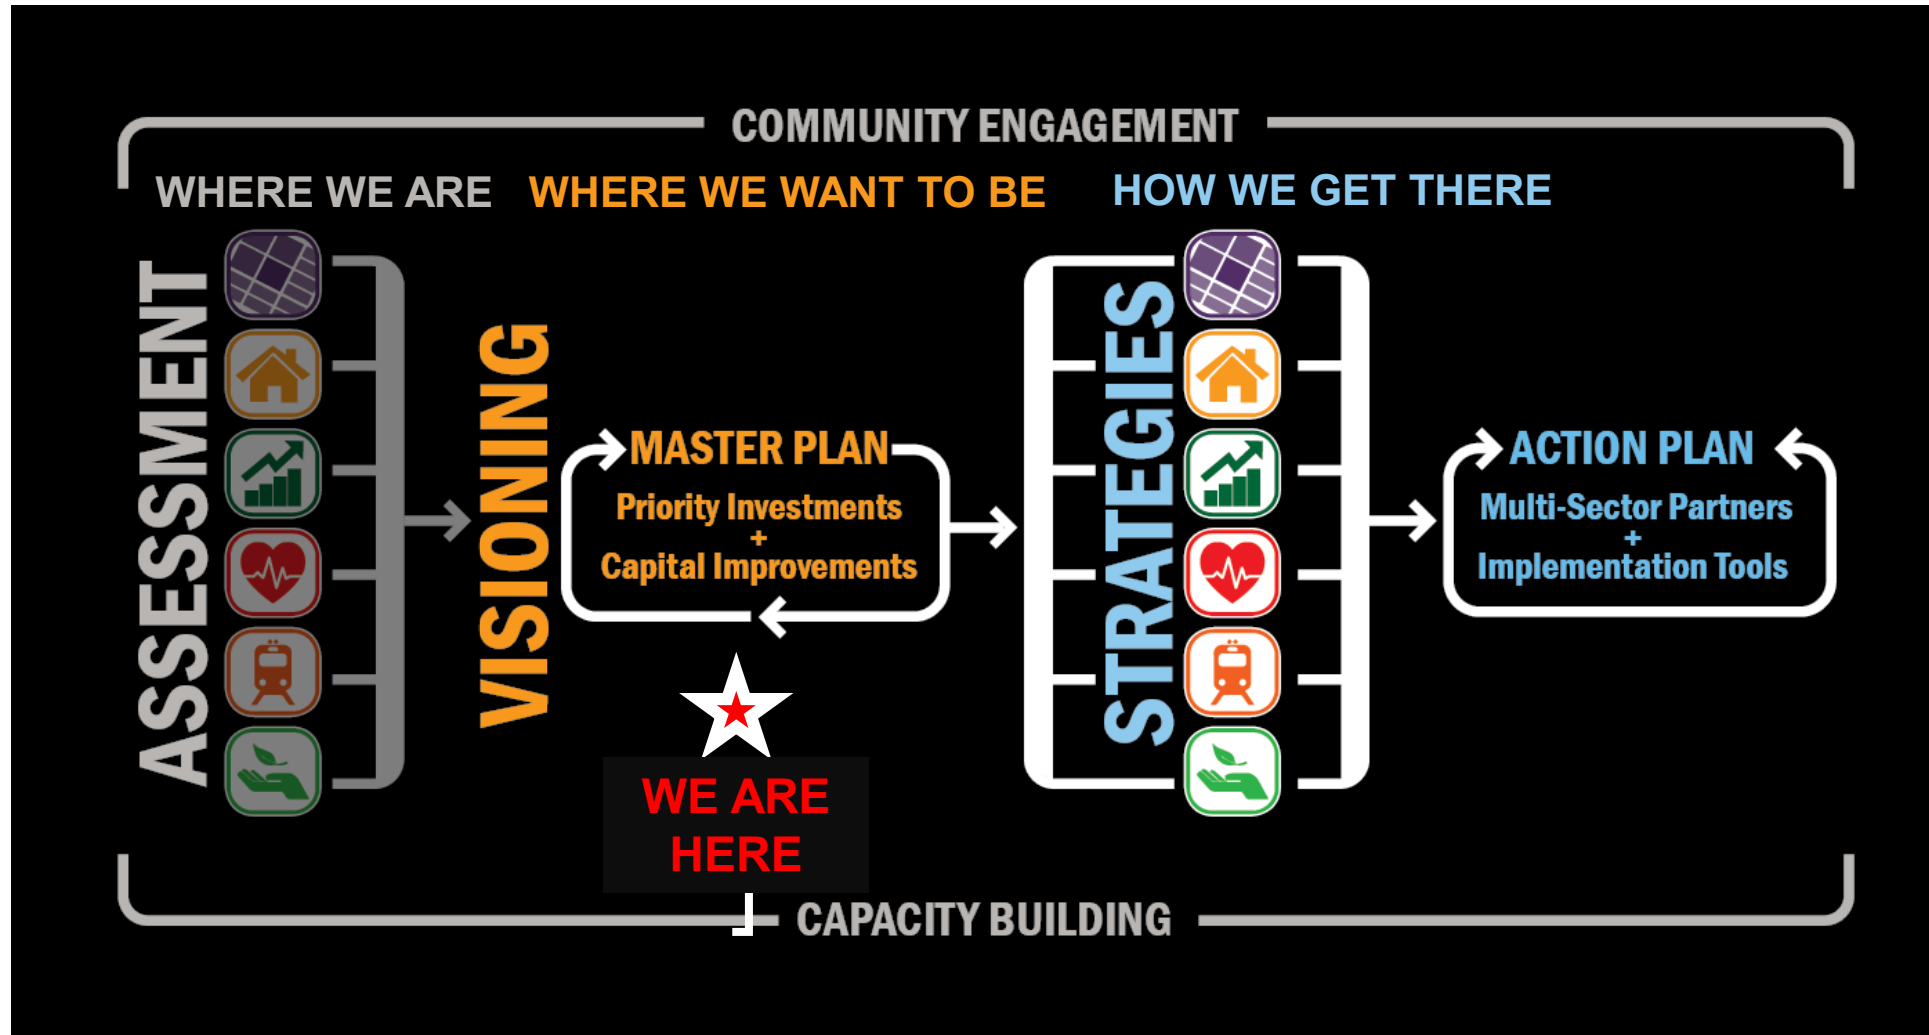 COMMUNITY ENGAGEMENT
WHERE WE ARE
WHERE WE WANT TO BE
HOW WE GET THERE
ASSESSMENT
VISIONING
MASTER PLAN
Priority Investments
+
Capital Improvements
WE ARE
HERE
STRATEGIES
ACTION PLAN
Multi-Sector Partners
+
Implementation Tools
CAPACITY BUILDING